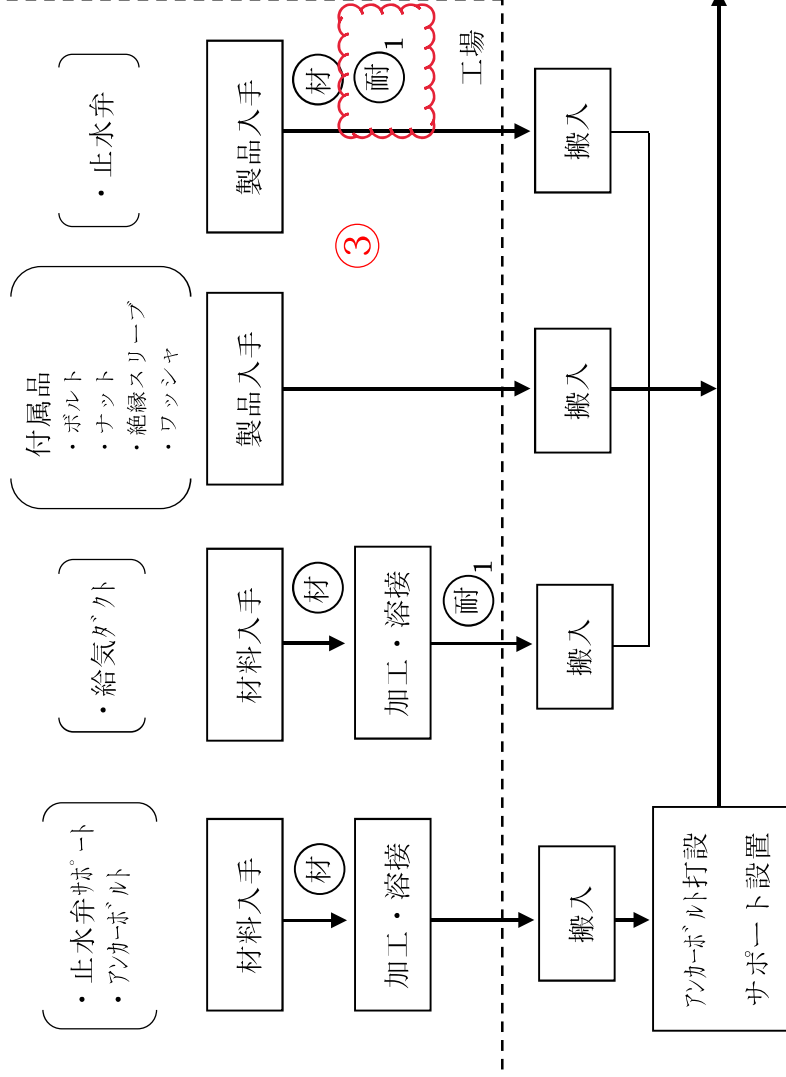 ・止水弁サポート
・アンカーボルト
・給気ダクト
付属品
・ボルト
・ナット
・絶縁スリーブ
・ワッシャ
・止水弁
材料入手
材料入手
製品入手
製品入手
材
材
③
材
耐1
加工・溶接
加工・溶接
耐1
工場
搬入
搬入
搬入
搬入
アンカーボルト打設
サポート設置